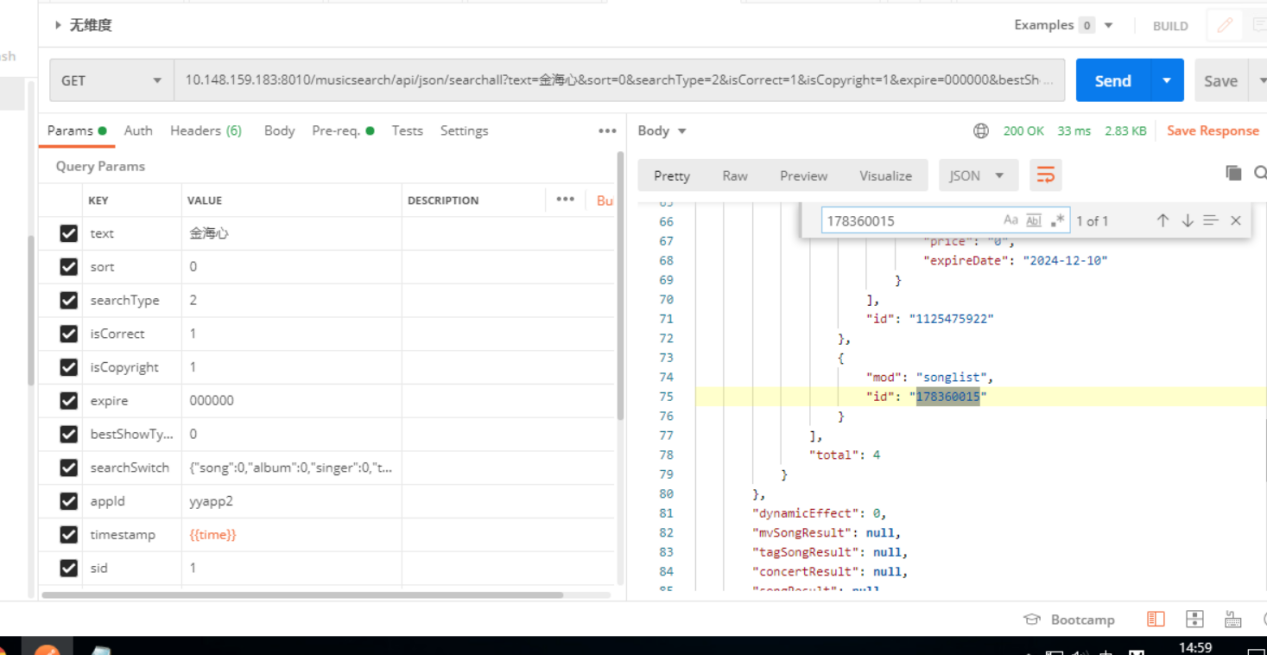 无维度
Examples 0
BUILD
GET
10.148.159.183:8010/musicsearch/api/json/searchall?text=金海心&sort=0&searchType=2&isCorrect=1&isCopyright=1&expire=000000&bestSh...
Send
Save
Params
Auth
Headers (6)
Body
Pre-req.
Tests
Settings
Query Params
KEY VALUE DESCRIPTION
text 金海心
sort 0
searchType 2
isCorrect 1
isCopyright 1
expire 000000
bestShowTy... 0
searchSwitch {"song":0,"album":0,"singer":0,"t...
appId yyapp2
timestamp {{time}}
sid 1
Body
200 OK 33 ms 2.83 KB
Save Response
Pretty Raw Preview Visualize JSON
178360015
1 of 1
66
67 "price": "0",
68 "expireDate": "2024-12-10"
69 }
70 ],
71 "id": "1125475922"
72 },
73 {
74 "mod": "songlist",
75 "id": "178360015"
76 }
77 ],
78 "total": 4
79 }
80 },
81 "dynamicEffect": 0,
82 "mvSongResult": null,
83 "tagSongResult": null,
84 "concertResult": null,
Bootcamp
14:59